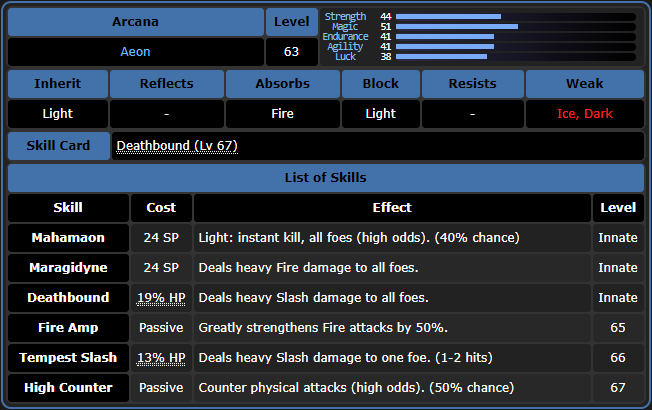 Arcana Level
Aeon 63
Strength 44
Magic 51
Endurance 41
Agility 41
Luck 38
Inherit Reflects Absorbs Block Resists Weak
Light - Fire Light - Ice, Dark
Skill Card Deathbound (Lv 67)
List of Skills
Skill Cost Effect Level
Mahamaon 24 SP Light: instant kill, all foes (high odds). (40% chance) Innate
Maragidyne 24 SP Deals heavy Fire damage to all foes. Innate
Deathbound 19% HP Deals heavy Slash damage to all foes. Innate
Fire Amp Passive Greatly strengthens Fire attacks by 50%. 65
Tempest Slash 13% HP Deals heavy Slash damage to one foe. (1-2 hits) 66
High Counter Passive Counter physical attacks (high odds). (50% chance) 67